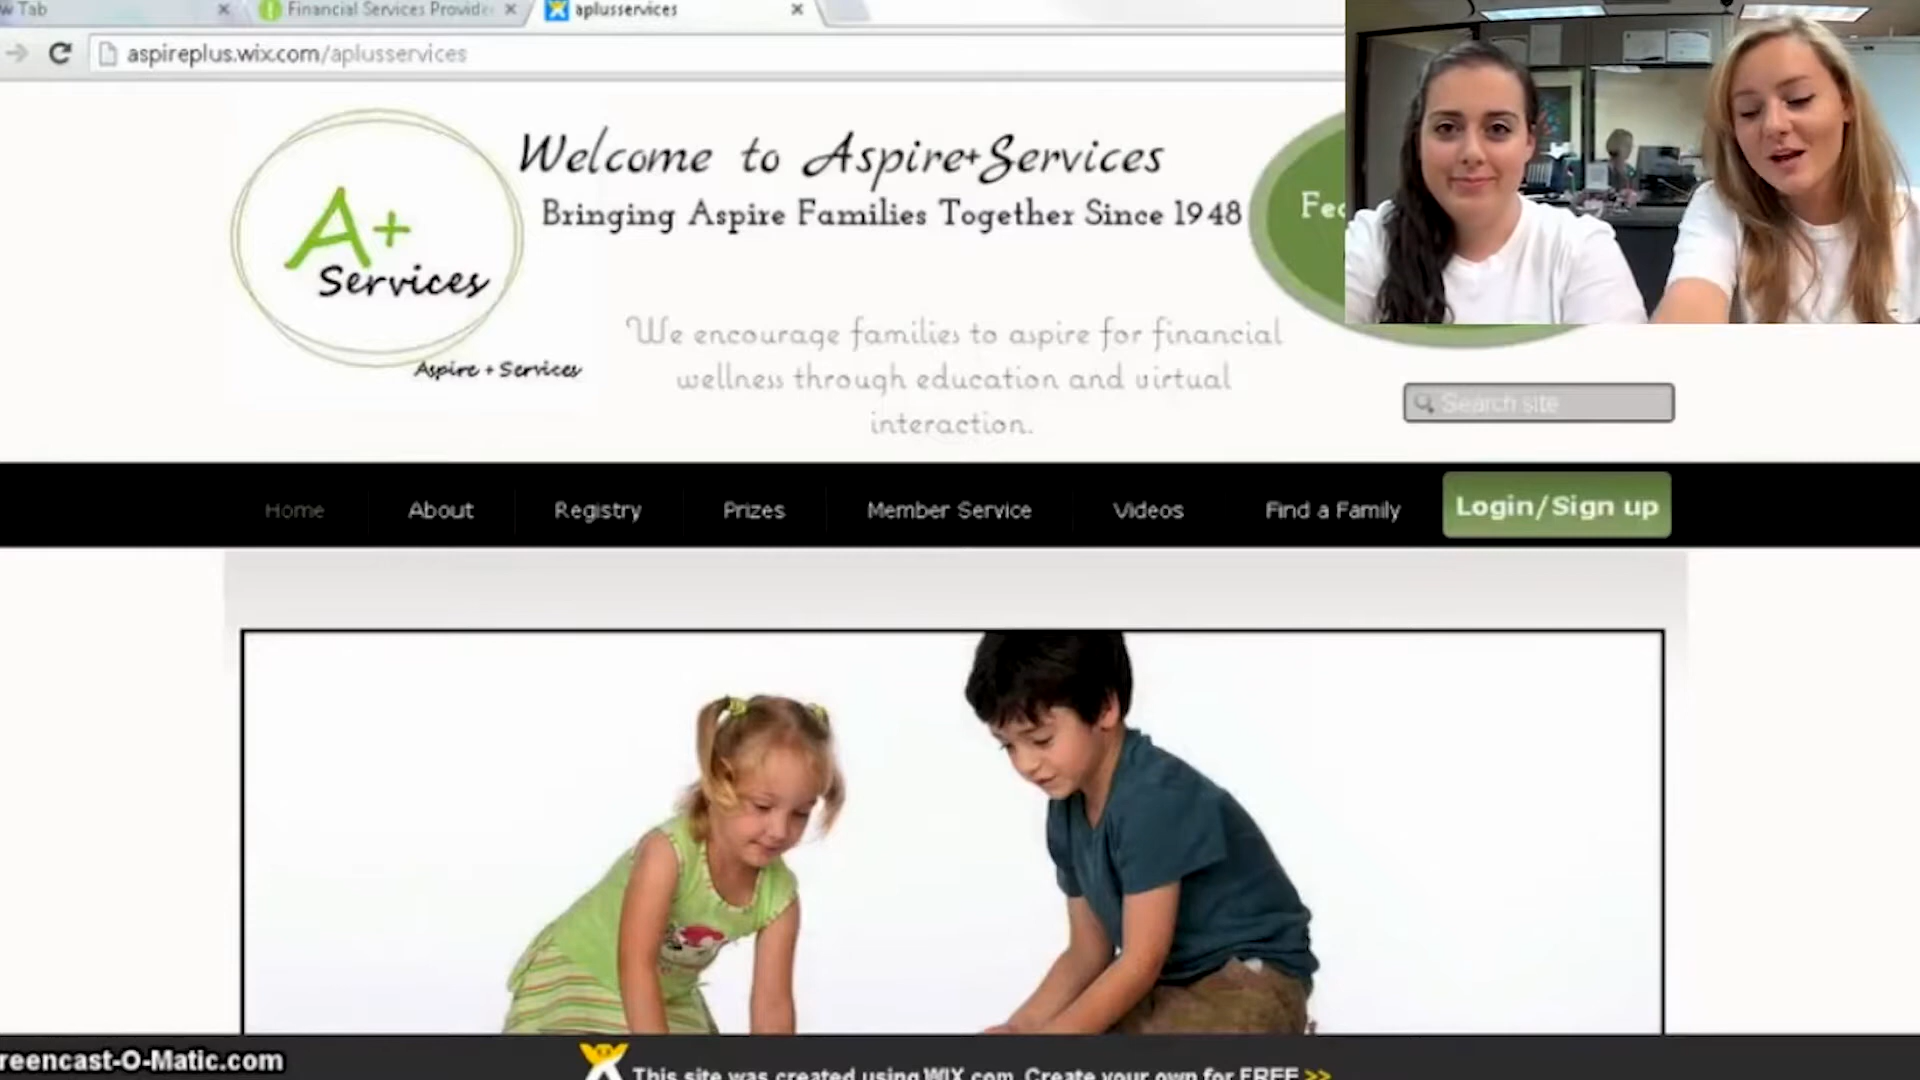 w Tab
Financial Services Provide
aplusservices
aspireplus.wix.com/aplusservices
A+
Services
Aspire + Services
Welcome to Aspire+Services
Bringing Aspire Families Together Since 1948
Fec
We encourage families to aspire for financial
wellness through education and virtual
interaction.
Search site
Home
About
Registry
Prizes
Member Service
Videos
Find a Family
Login/Sign up
reencast-O-Matic.com
This site was created using WIX.com. Create your own for FREE >>